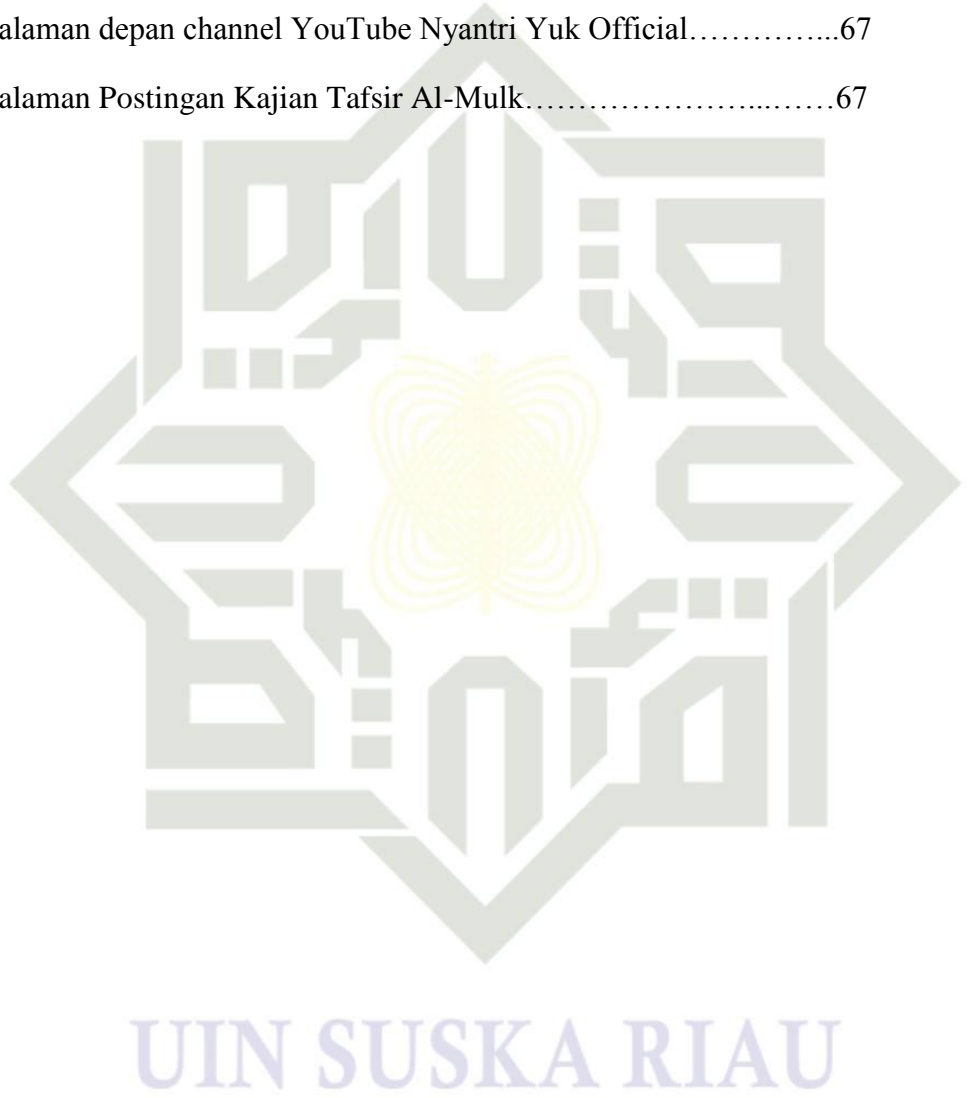 alaman depan channel YouTube Nyantri Yuk Official…………...67
alaman Postingan Kajian Tafsir Al-Mulk…………………...……67
UIN SUSKA RIAU